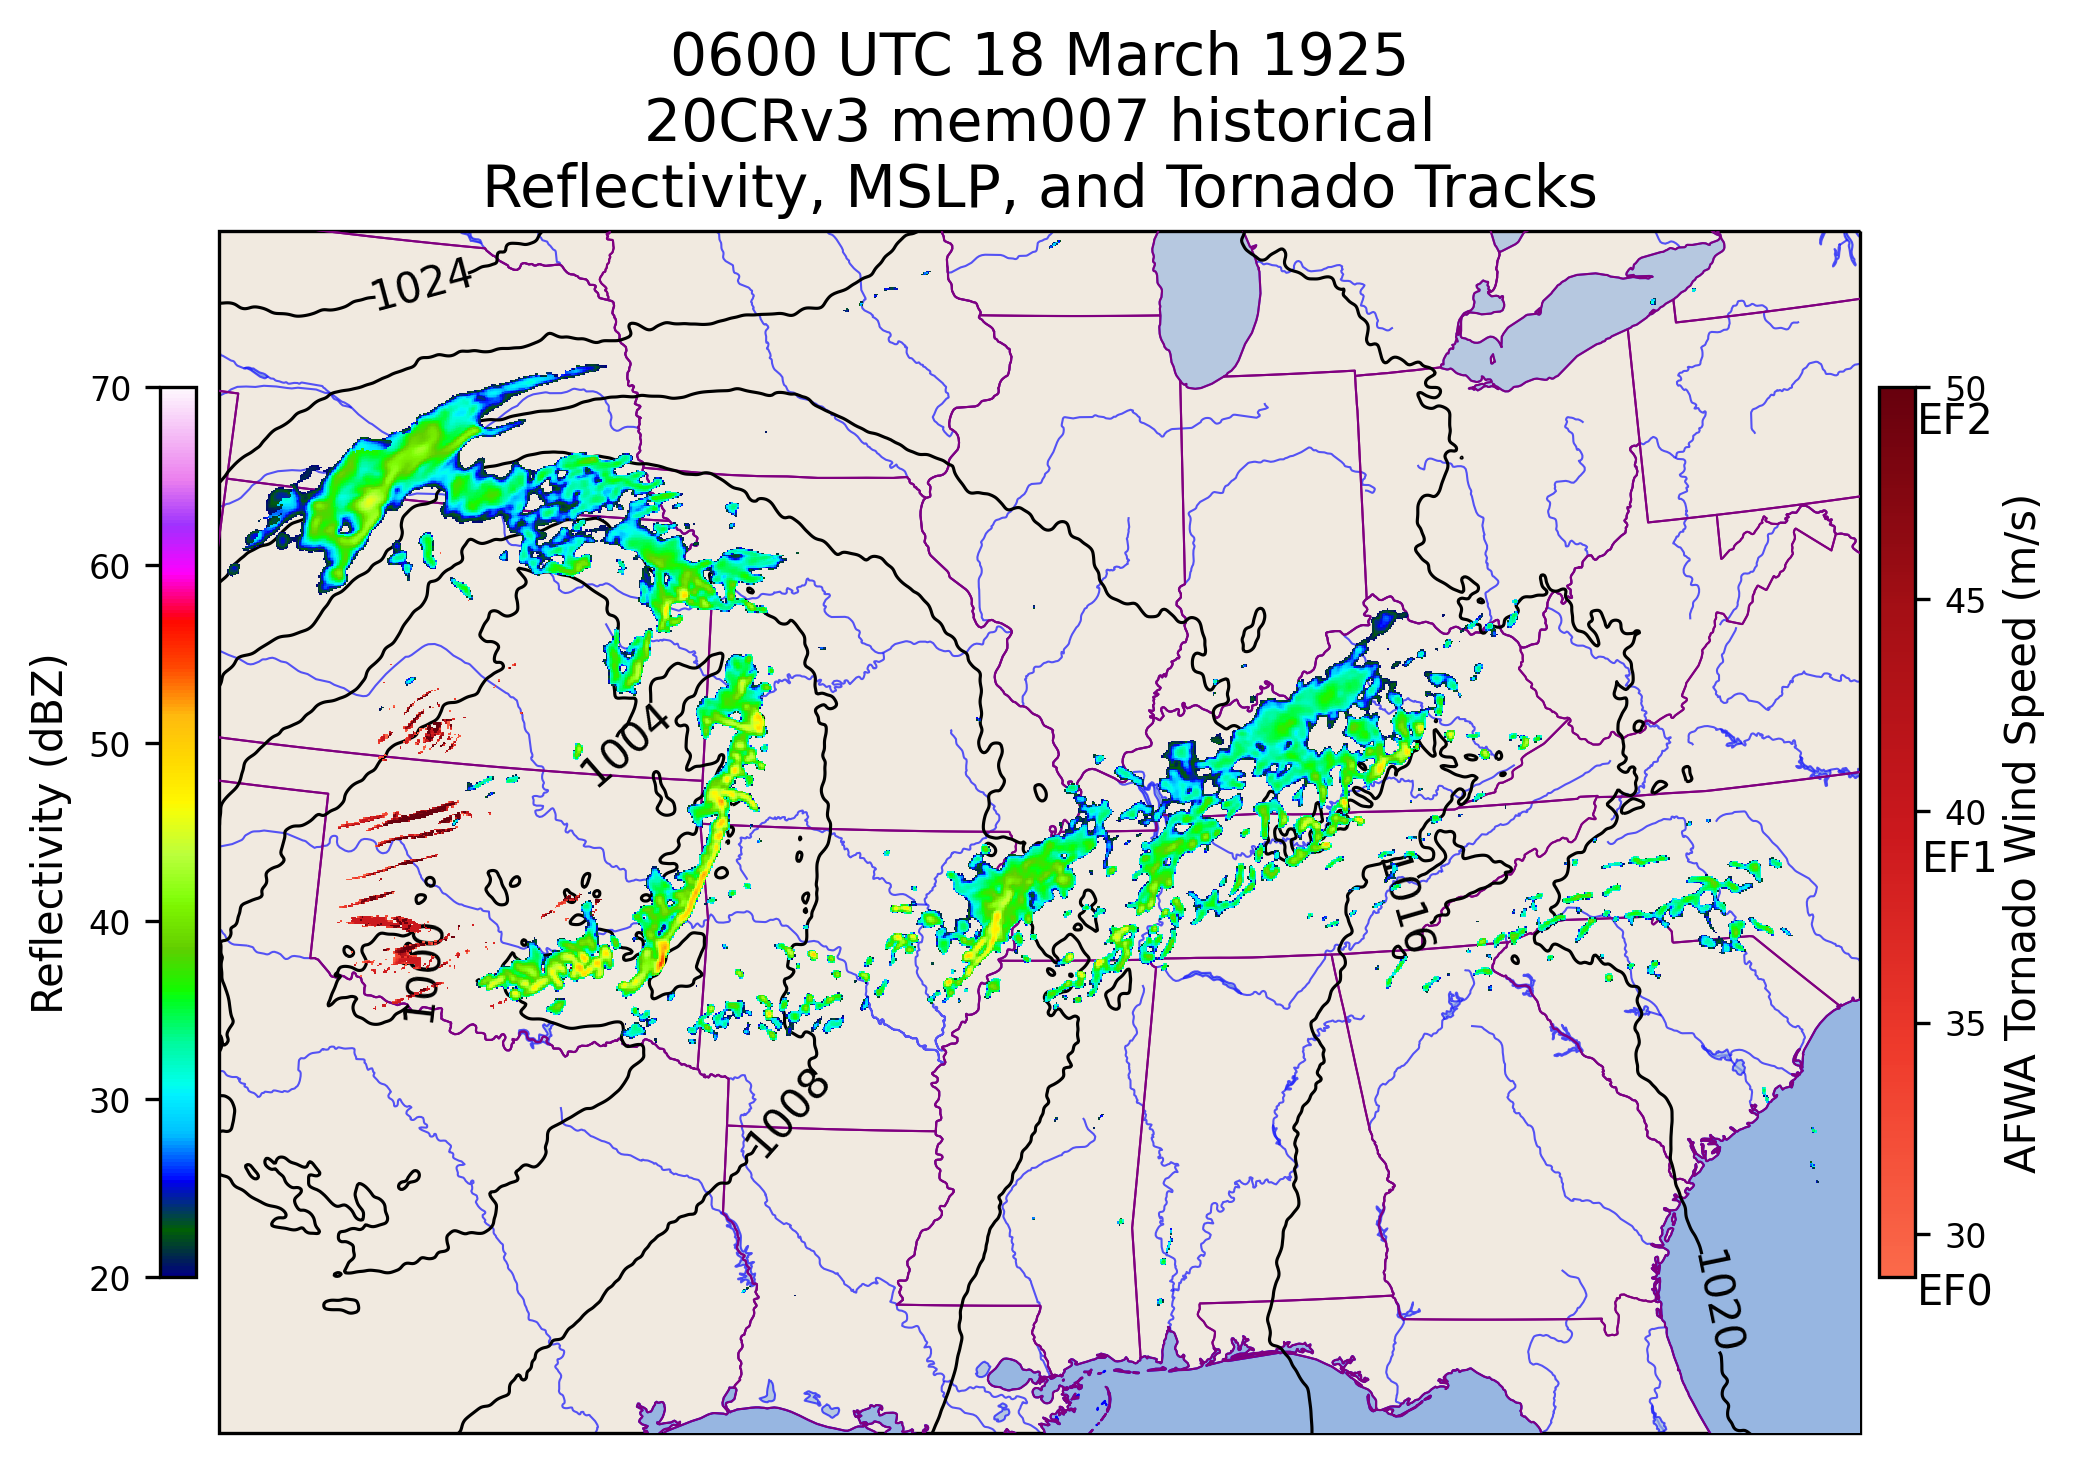 0600 UTC 18 March 1925
20CRv3 mem007 historical
Reflectivity, MSLP, and Tornado Tracks
1024
1004
1001
1008
1016
1020
70
60
50
40
30
20
Reflectivity (dBZ)
50
EF2
45
40
EF1
35
30
EF0
AFWA Tornado Wind Speed (m/s)